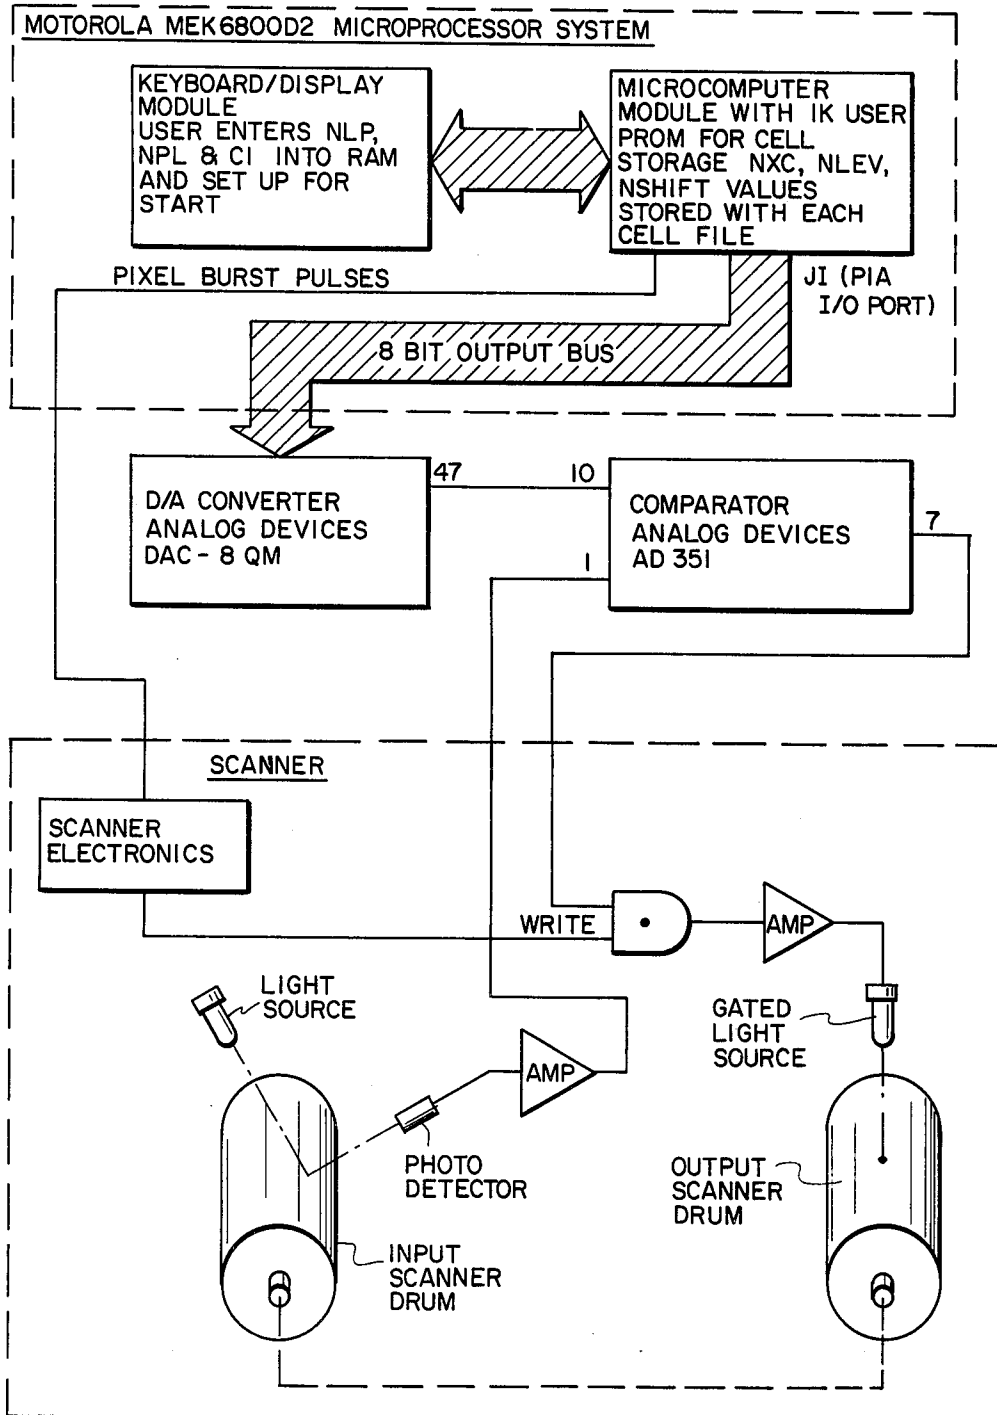 MOTOROLA MEK6800D2 MICROPROCESSOR SYSTEM
KEYBOARD/DISPLAY
MODULE
USER ENTERS NLP,
NPL & CI INTO RAM
AND SET UP FOR
START
MICROCOMPUTER
MODULE WITH IK USER
PROM FOR CELL
STORAGE NXC, NLEV,
NSHIFT VALUES
STORED WITH EACH
CELL FILE
PIXEL BURST PULSES
JI (PIA
I/O PORT)
8 BIT OUTPUT BUS
D/A CONVERTER
ANALOG DEVICES
DAC - 8 QM
47
10
1
COMPARATOR
ANALOG DEVICES
AD 351
7
SCANNER
SCANNER
ELECTRONICS
WRITE
AMP
LIGHT
SOURCE
GATED
LIGHT
SOURCE
AMP
PHOTO
DETECTOR
OUTPUT
SCANNER
DRUM
INPUT
SCANNER
DRUM